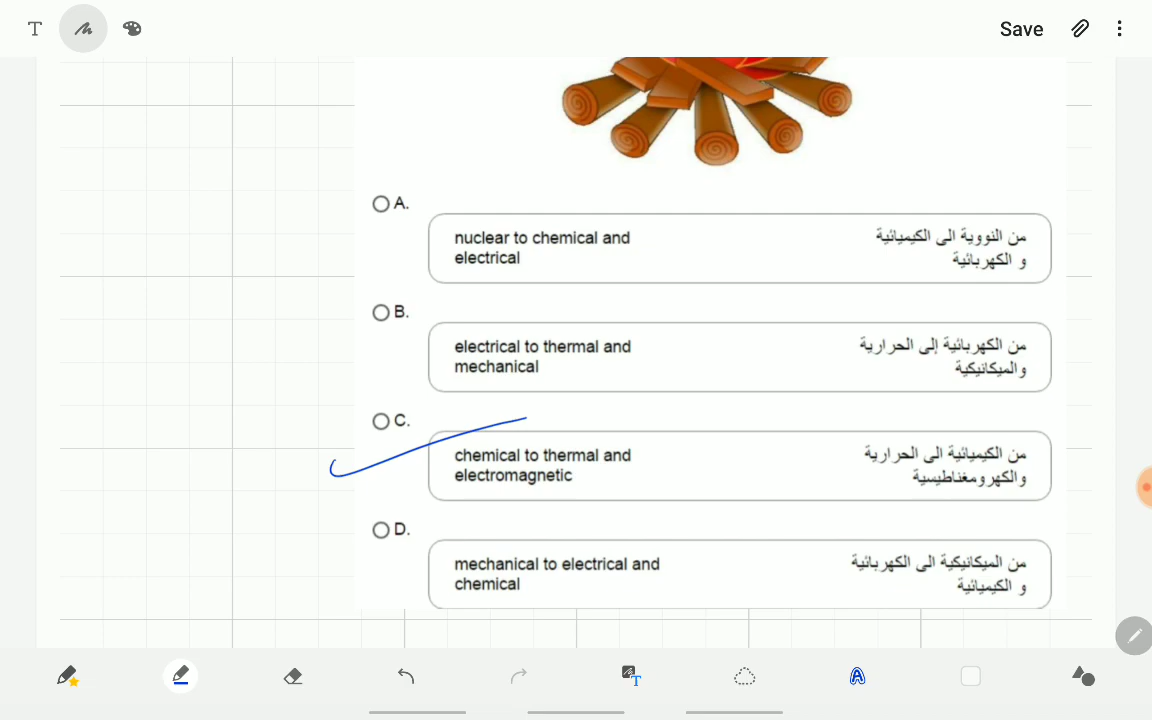 T
Save
A.
nuclear to chemical and
electrical
من النووية الى الكيميائية
و الكهربائية
B.
electrical to thermal and
mechanical
من الكهربائية إلى الحرارية
والميكانيكية
C.
chemical to thermal and
electromagnetic
من الكيميائية الى الحرارية
والكهرومغناطيسية
D.
mechanical to electrical and
chemical
من الميكانيكية الى الكهربائية
و الكيميائية